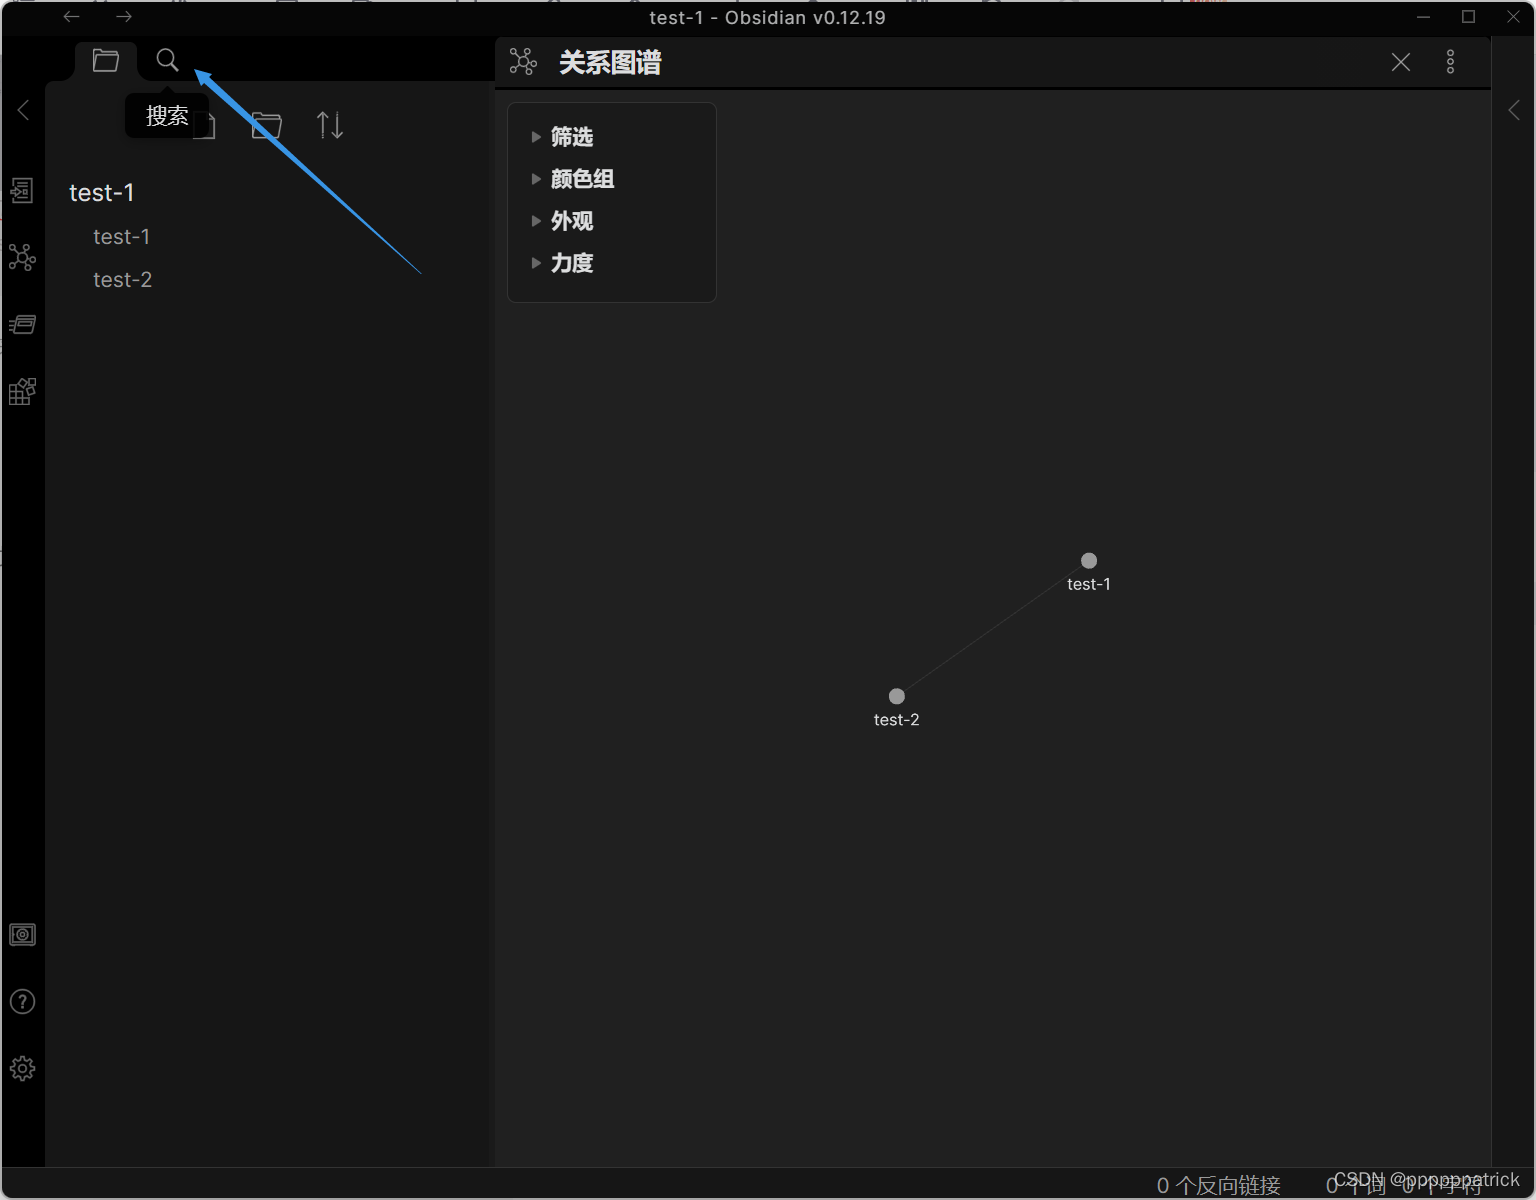 test-1 - Obsidian v0.12.19
关系图谱
搜索
test-1
test-1
test-2
筛选
颜色组
外观
力度
test-1
test-2
0 个反向链接
0 个词
0 个字符
CSDN @ppppppatrick